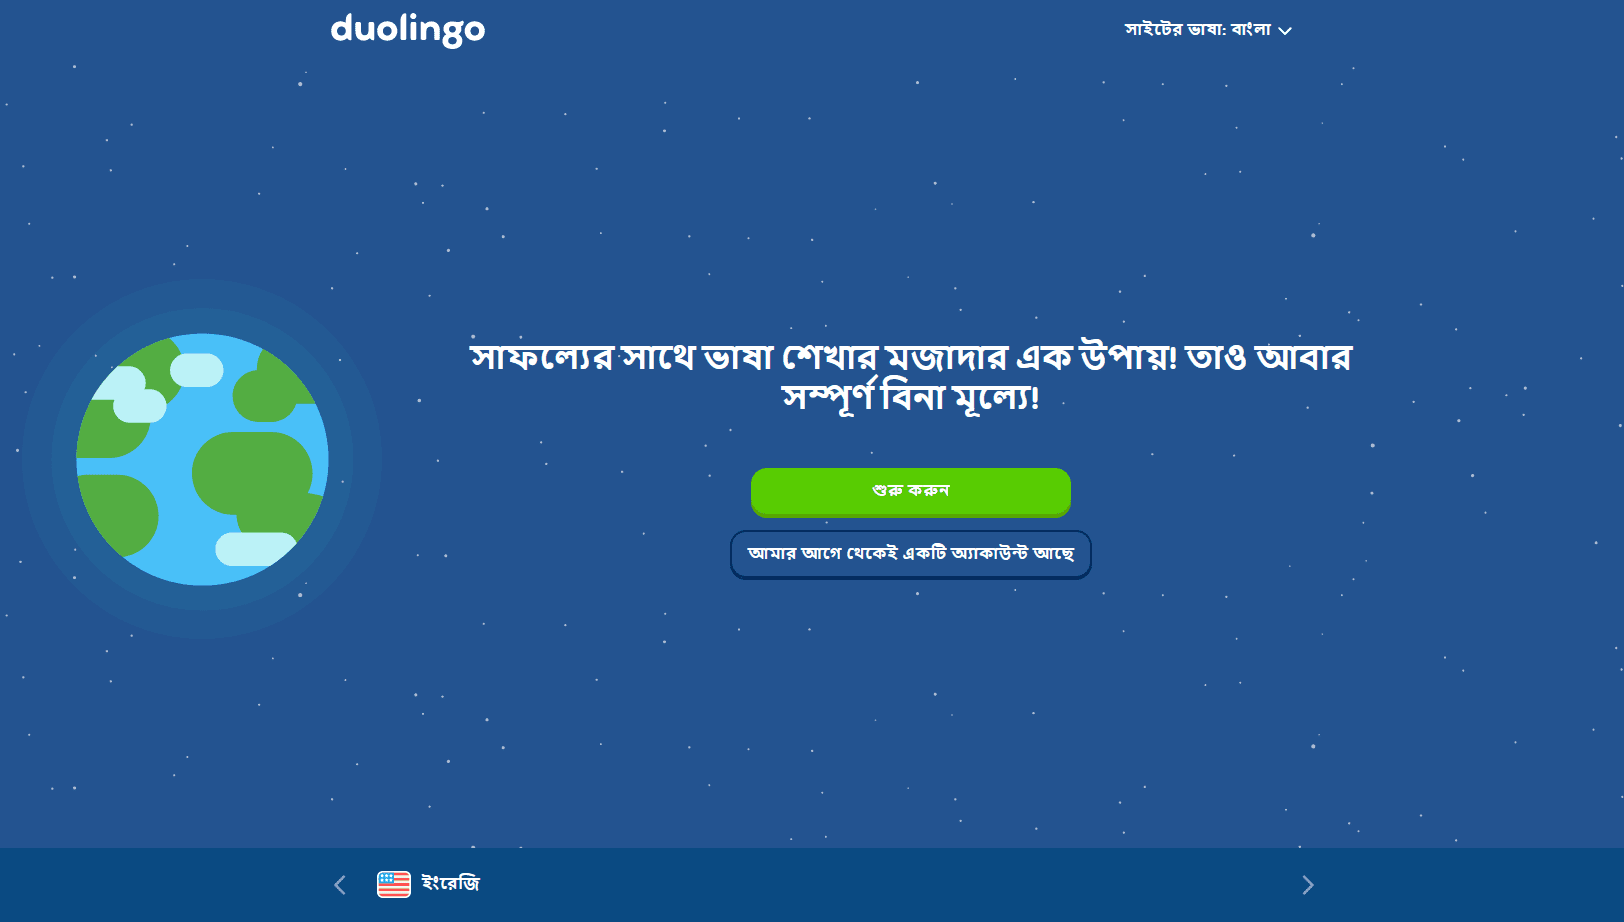 duolingo
সাইটের ভাষা: বাংলা
সাফল্যের সাথে ভাষা শেখার মজাদার এক উপায়! তাও আবার
সম্পূর্ণ বিনা মূল্যে!
শুরু করুন
আমার আগে থেকেই একটি অ্যাকাউন্ট আছে
ইংরেজি